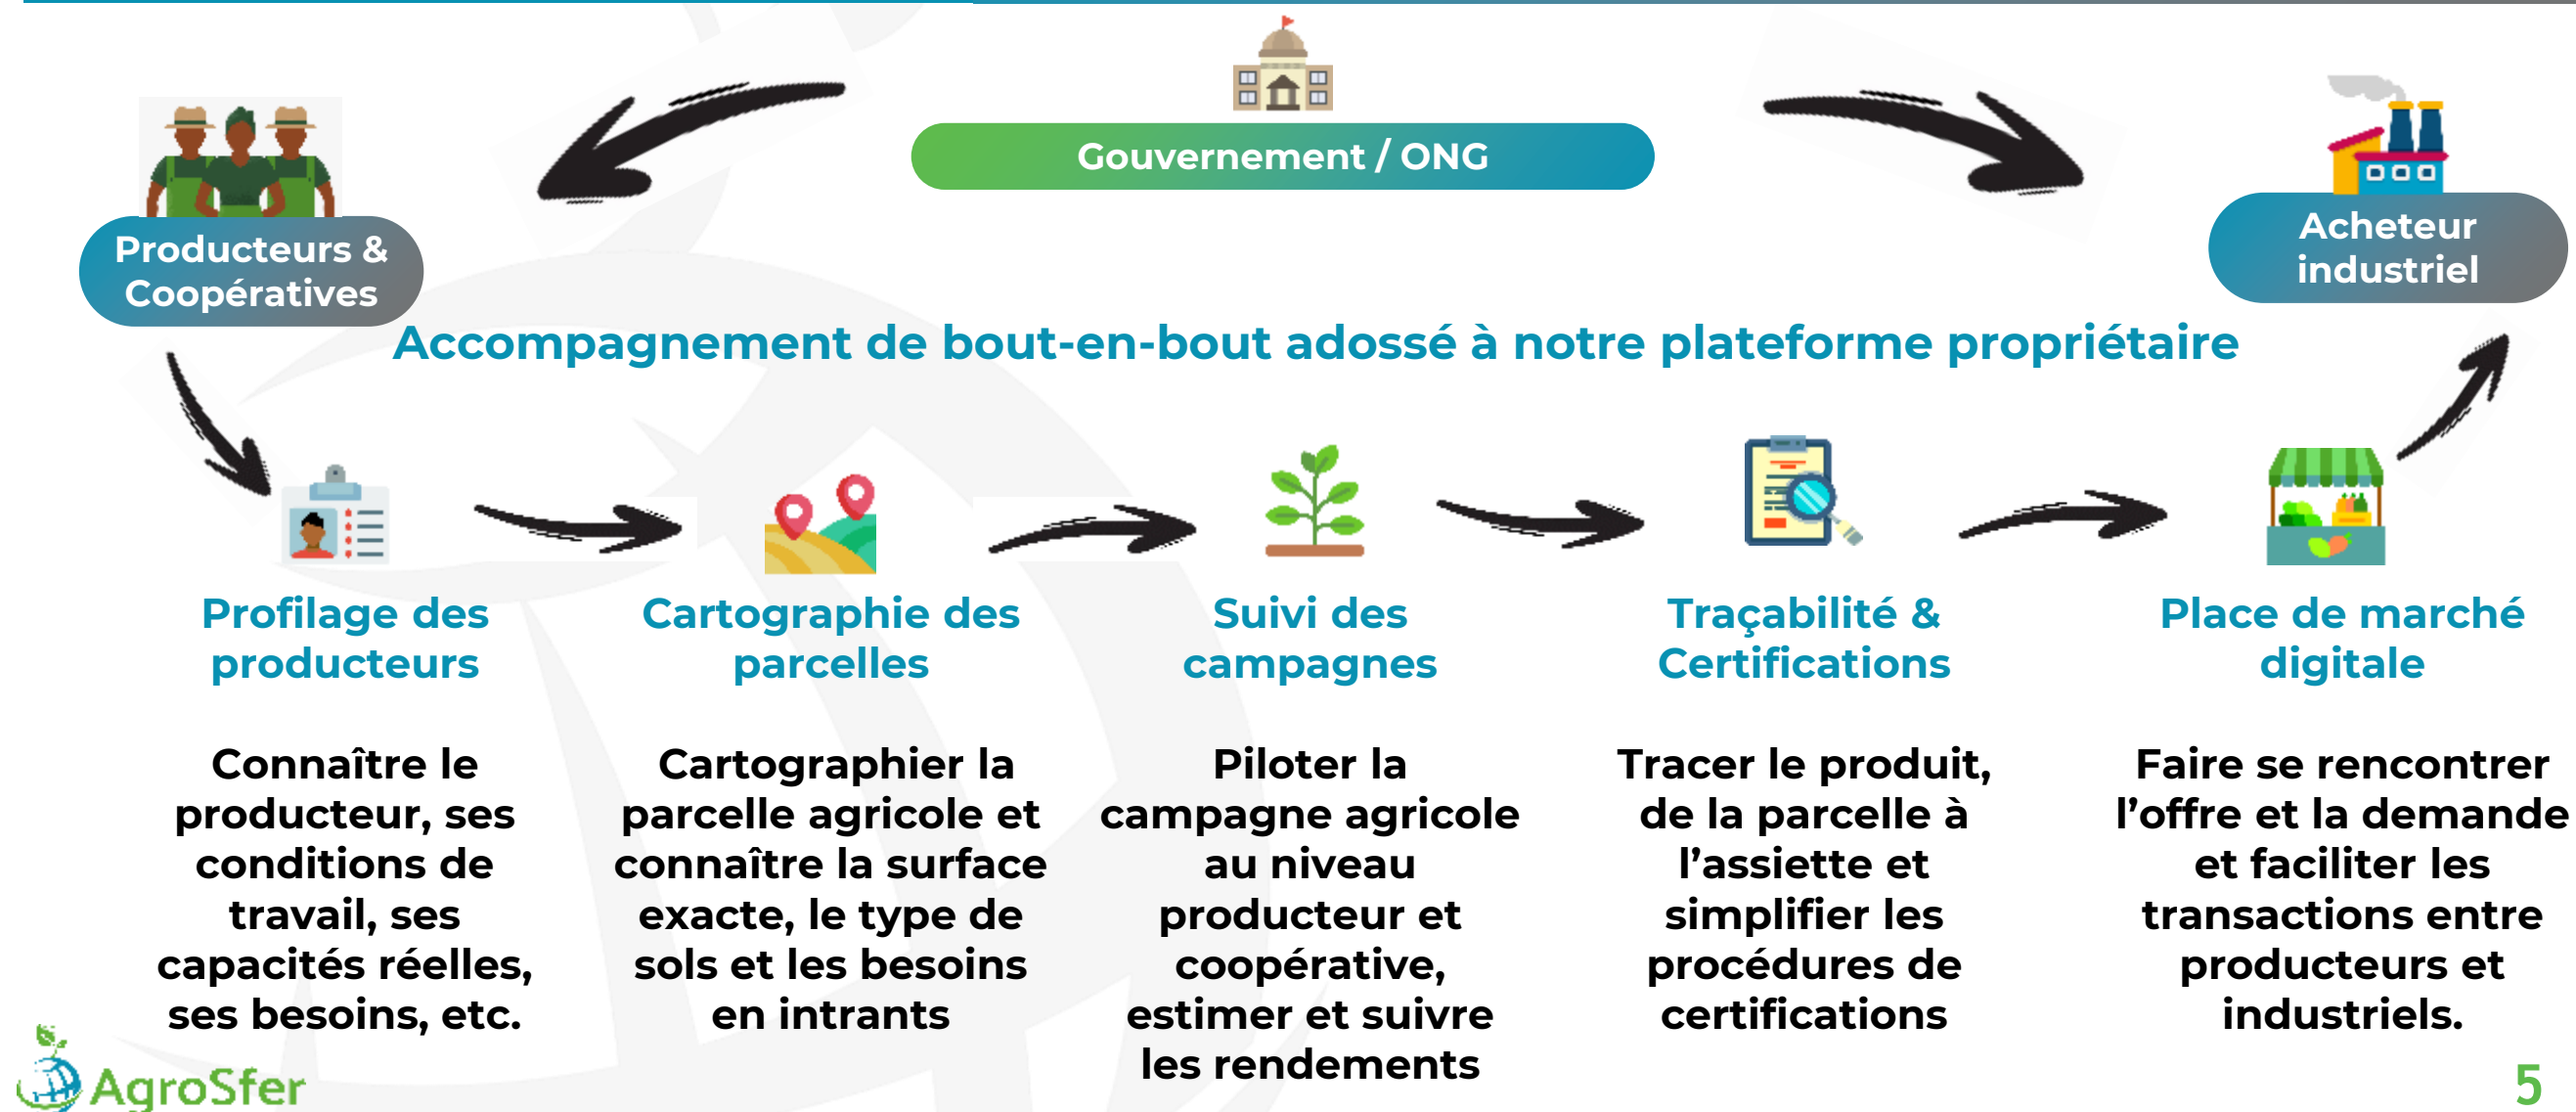 Gouvernement / ONG
Producteurs &
Coopératives
Acheteur
industriel
Accompagnement de bout-en-bout adossé à notre plateforme propriétaire
Profilage des
producteurs
Connaître le
producteur, ses
conditions de
travail, ses
capacités réelles,
ses besoins, etc.
Cartographie des
parcelles
Cartographier la
parcelle agricole et
connaître la surface
exacte, le type de
sols et les besoins
en intrants
Suivi des
campagnes
Piloter la
campagne agricole
au niveau
producteur et
coopérative,
estimer et suivre
les rendements
Traçabilité &
Certifications
Tracer le produit,
de la parcelle à
l’assiette et
simplifier les
procédures de
certifications
Place de marché
digitale
Faire se rencontrer
l’offre et la demande
et faciliter les
transactions entre
producteurs et
industriels.
AgroSfer
5